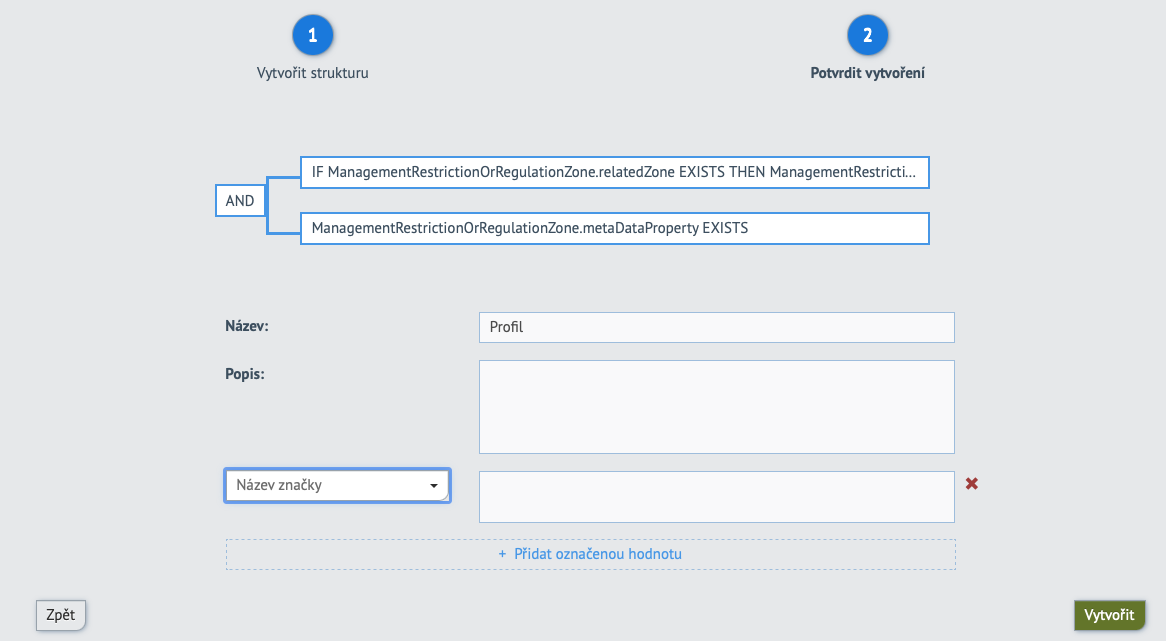 1
2
Vytvořit strukturu
Potvrdit vytvoření
IF ManagementRestrictionOrRegulationZone.relatedZone EXISTS THEN ManagementRestricti...
AND
ManagementRestrictionOrRegulationZone.metaDataProperty EXISTS
Název:
Profil
Popis:
Název značky
+ Přidat označenou hodnotu
Zpět
Vytvořit